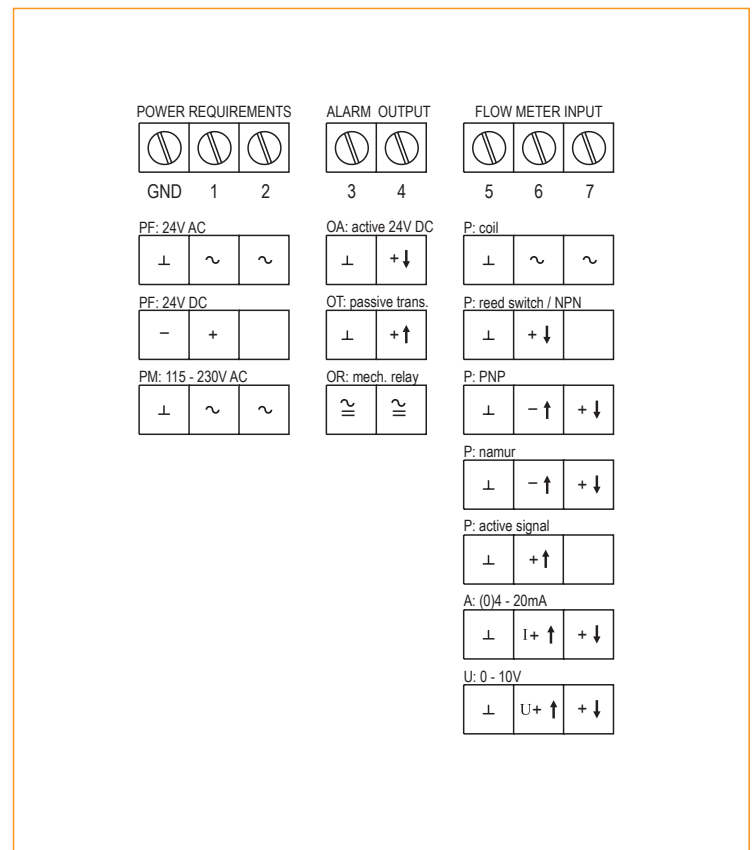 POWER REQUIREMENTS
GND 1 2
PF: 24V AC
⊥ ~ ~
PF: 24V DC
− +
PM: 115 - 230V AC
⊥ ~ ~
ALARM OUTPUT
3 4
OA: active 24V DC
⊥ +↓
OT: passive trans.
⊥ +↑
OR: mech. relay
≅ ≅
FLOW METER INPUT
5 6 7
P: coil
⊥ ~ ~
P: reed switch / NPN
⊥ +↓
P: PNP
⊥ −↑ +↓
P: namur
⊥ −↑ +↓
P: active signal
⊥ +↑
A: (0)4 - 20mA
⊥ I+ ↑ +↓
U: 0 - 10V
⊥ U+ ↑ +↓